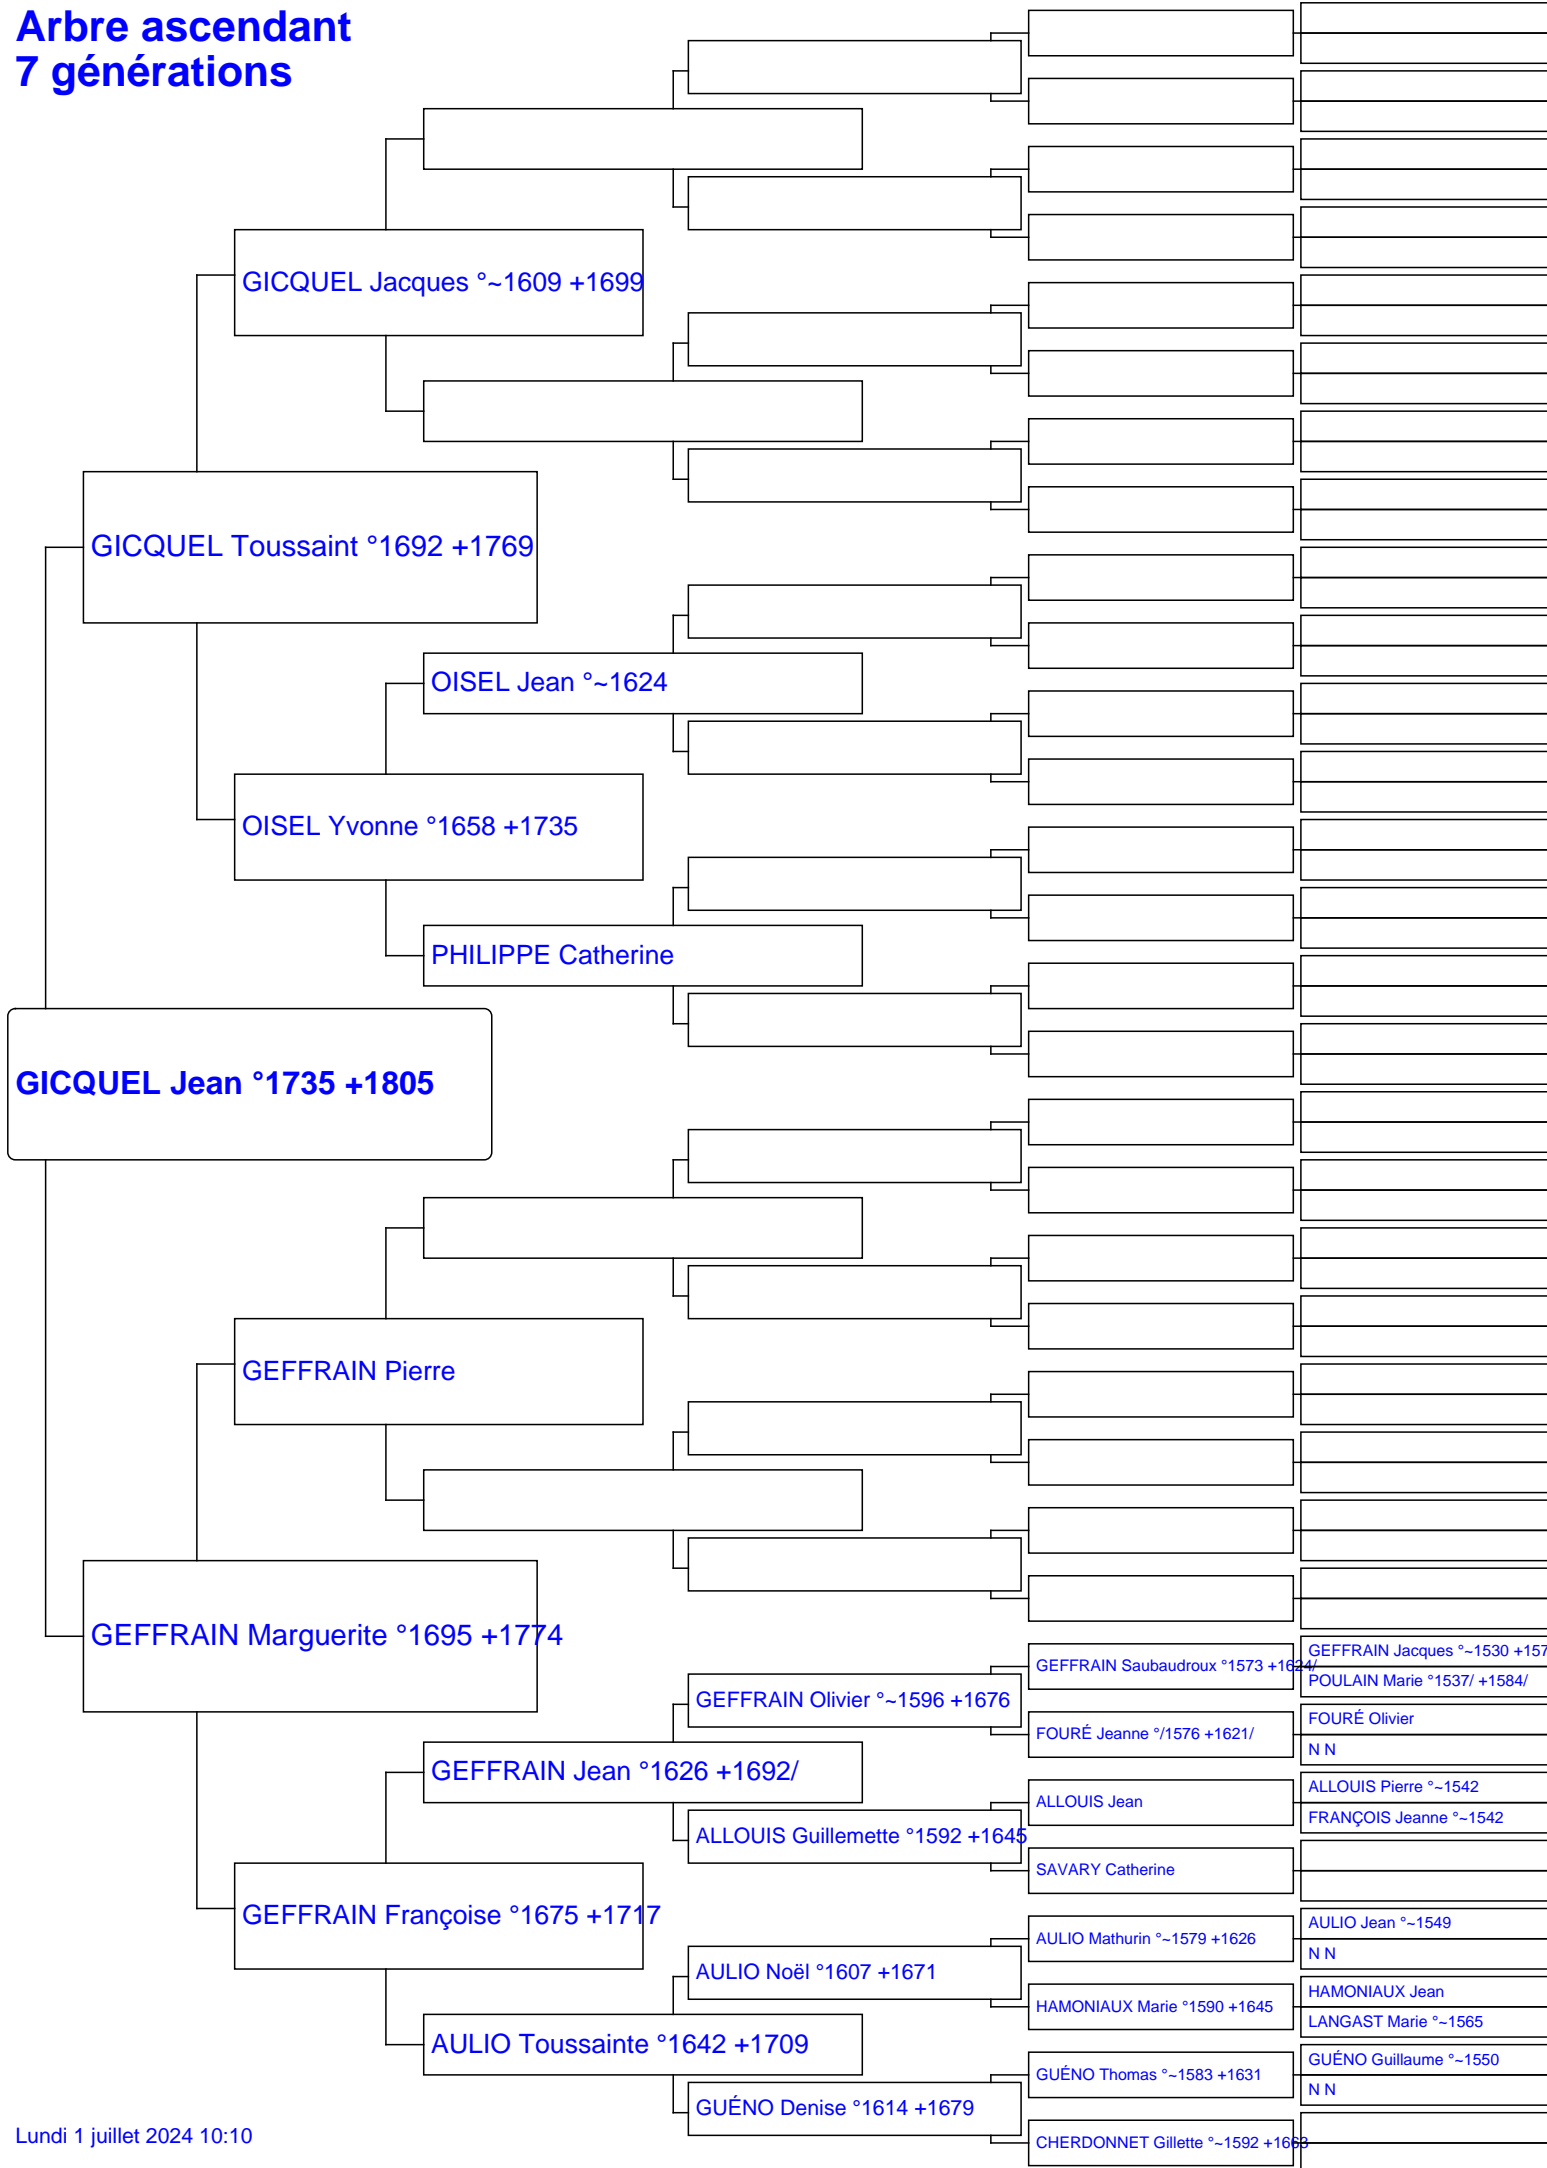 Arbre ascendant
7 générations
GICQUEL Jacques °~1609 +1699
GICQUEL Toussaint °1692 +1769
OISEL Jean °~1624
OISEL Yvonne °1658 +1735
PHILIPPE Catherine
GICQUEL Jean °1735 +1805
GEFFRAIN Pierre
GEFFRAIN Marguerite °1695 +1774
GEFFRAIN Jacques °~1530 +157
GEFFRAIN Saubaudroux °1573 +1624/
POULAIN Marie °1537/ +1584/
GEFFRAIN Olivier °~1596 +1676
FOURÉ Olivier
FOURÉ Jeanne °/1576 +1621/
N N
GEFFRAIN Jean °1626 +1692/
ALLOUIS Pierre °~1542
ALLOUIS Jean
FRANÇOIS Jeanne °~1542
ALLOUIS Guillemette °1592 +1645
SAVARY Catherine
GEFFRAIN Françoise °1675 +1717
AULIO Jean °~1549
AULIO Mathurin °~1579 +1626
N N
AULIO Noël °1607 +1671
HAMONIAUX Jean
HAMONIAUX Marie °1590 +1645
LANGAST Marie °~1565
AULIO Toussainte °1642 +1709
GUÉNO Guillaume °~1550
GUÉNO Thomas °~1583 +1631
N N
GUÉNO Denise °1614 +1679
CHERDONNET Gillette °~1592 +1663
Lundi 1 juillet 2024 10:10